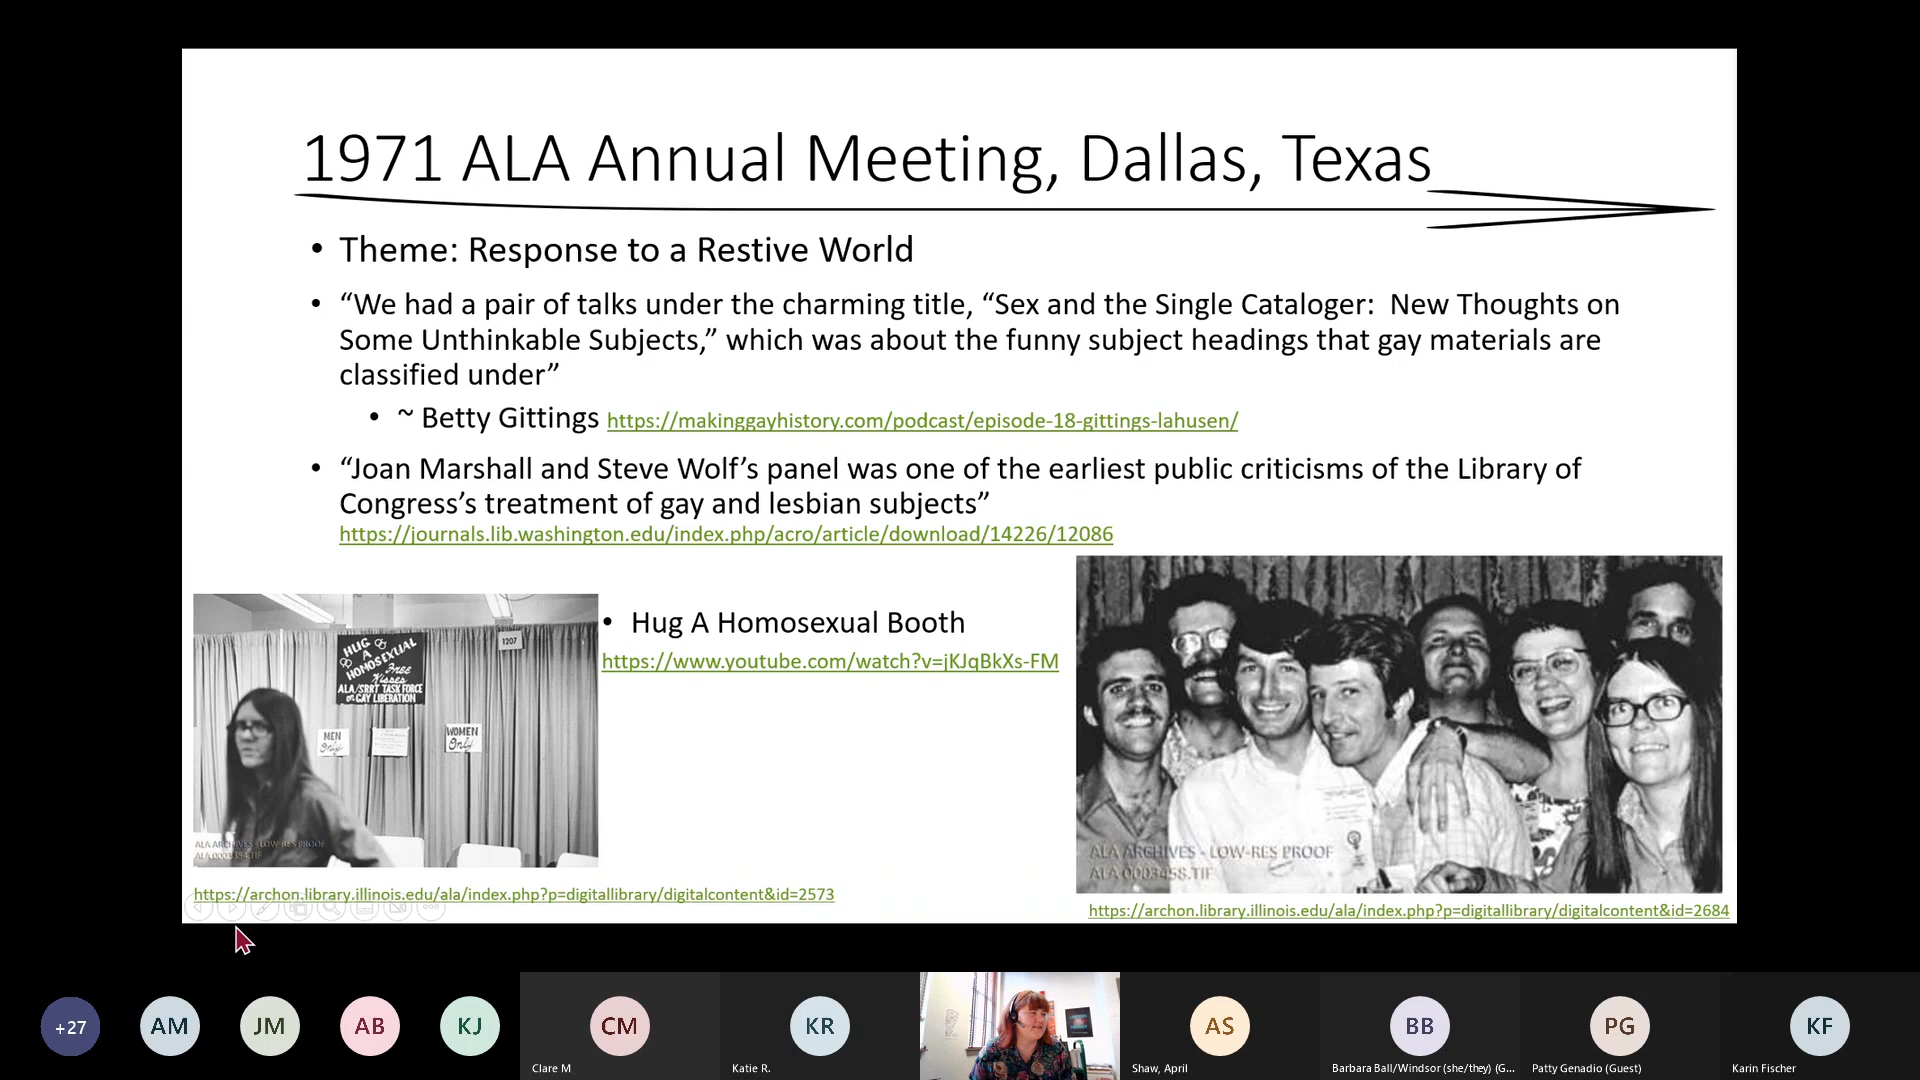 1971 ALA Annual Meeting, Dallas, Texas
• Theme: Response to a Restive World
• “We had a pair of talks under the charming title, “Sex and the Single Cataloger:  New Thoughts on
Some Unthinkable Subjects,” which was about the funny subject headings that gay materials are
classified under”
• ~ Betty Gittings https://makinggayhistory.com/podcast/episode-18-gittings-lahusen/
• “Joan Marshall and Steve Wolf’s panel was one of the earliest public criticisms of the Library of
Congress’s treatment of gay and lesbian subjects”
https://journals.lib.washington.edu/index.php/acro/article/download/14226/12086
HUG
A
HOMOSEXUAL
Free
Kisses
ALA/SRRT TASK FORCE
on GAY LIBERATION
1207
MEN
Only
WOMEN
Only
ALA ARCHIVES - LOW-RES PROOF
• Hug A Homosexual Booth
https://www.youtube.com/watch?v=jKJqBkXs-FM
ALA ARCHIVES - LOW-RES PROOF
ALA 0003458.TIF
https://archon.library.illinois.edu/ala/index.php?p=digitallibrary/digitalcontent&id=2573
https://archon.library.illinois.edu/ala/index.php?p=digitallibrary/digitalcontent&id=2684
+27
AM
JM
AB
KJ
CM
KR
AS
BB
PG
KF
Clare M
Katie R.
Shaw, April
Barbara Ball/Windsor (she/they) (G...
Patty Genadio (Guest)
Karin Fischer